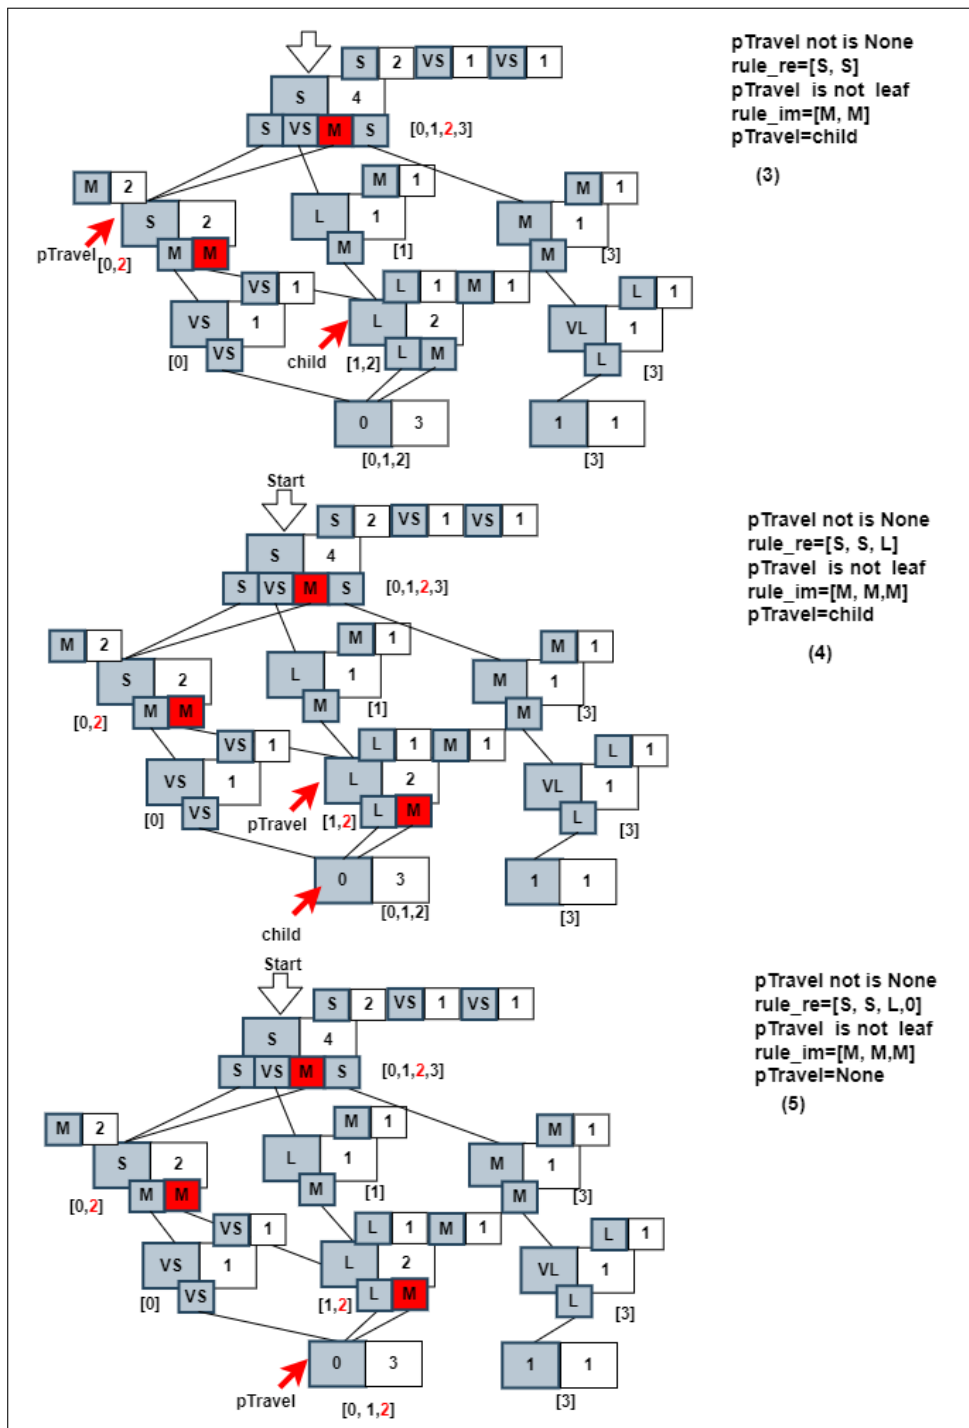 S 2 VS 1 VS 1
S 4
S VS M S [0,1,2,3]
pTravel not is None
rule_re=[S, S]
pTravel is not leaf
rule_im=[M, M]
pTravel=child
(3)
M 2 M 1 M 1
S 2 L 1 M 1
pTravel [0,2] M M M [1] M [3]
VS 1 L 1 M 1 L 1
VS 1 L 2 VL 1
[0] VS child [1,2] L M L [3]
0 3 1 1
[0,1,2] [3]
Start
S 2 VS 1 VS 1
S 4
S VS M S [0,1,2,3]
pTravel not is None
rule_re=[S, S, L]
pTravel is not leaf
rule_im=[M, M,M]
pTravel=child
(4)
M 2 M 1 M 1
S 2 L 1 M 1
[0,2] M M M [1] M [3]
VS 1 L 1 M 1 L 1
VS 1 L 2 VL 1
[0] VS pTravel [1,2] L M L [3]
0 3 1 1
child [0,1,2] [3]
Start
S 2 VS 1 VS 1
S 4
S VS M S [0,1,2,3]
pTravel not is None
rule_re=[S, S, L,0]
pTravel is not leaf
rule_im=[M, M,M]
pTravel=None
(5)
M 2 M 1 M 1
S 2 L 1 M 1
[0,2] M M M [1] M [3]
VS 1 L 1 M 1 L 1
VS 1 L 2 VL 1
[0] VS [1,2] L M L [3]
0 3 1 1
pTravel [0, 1,2] [3]